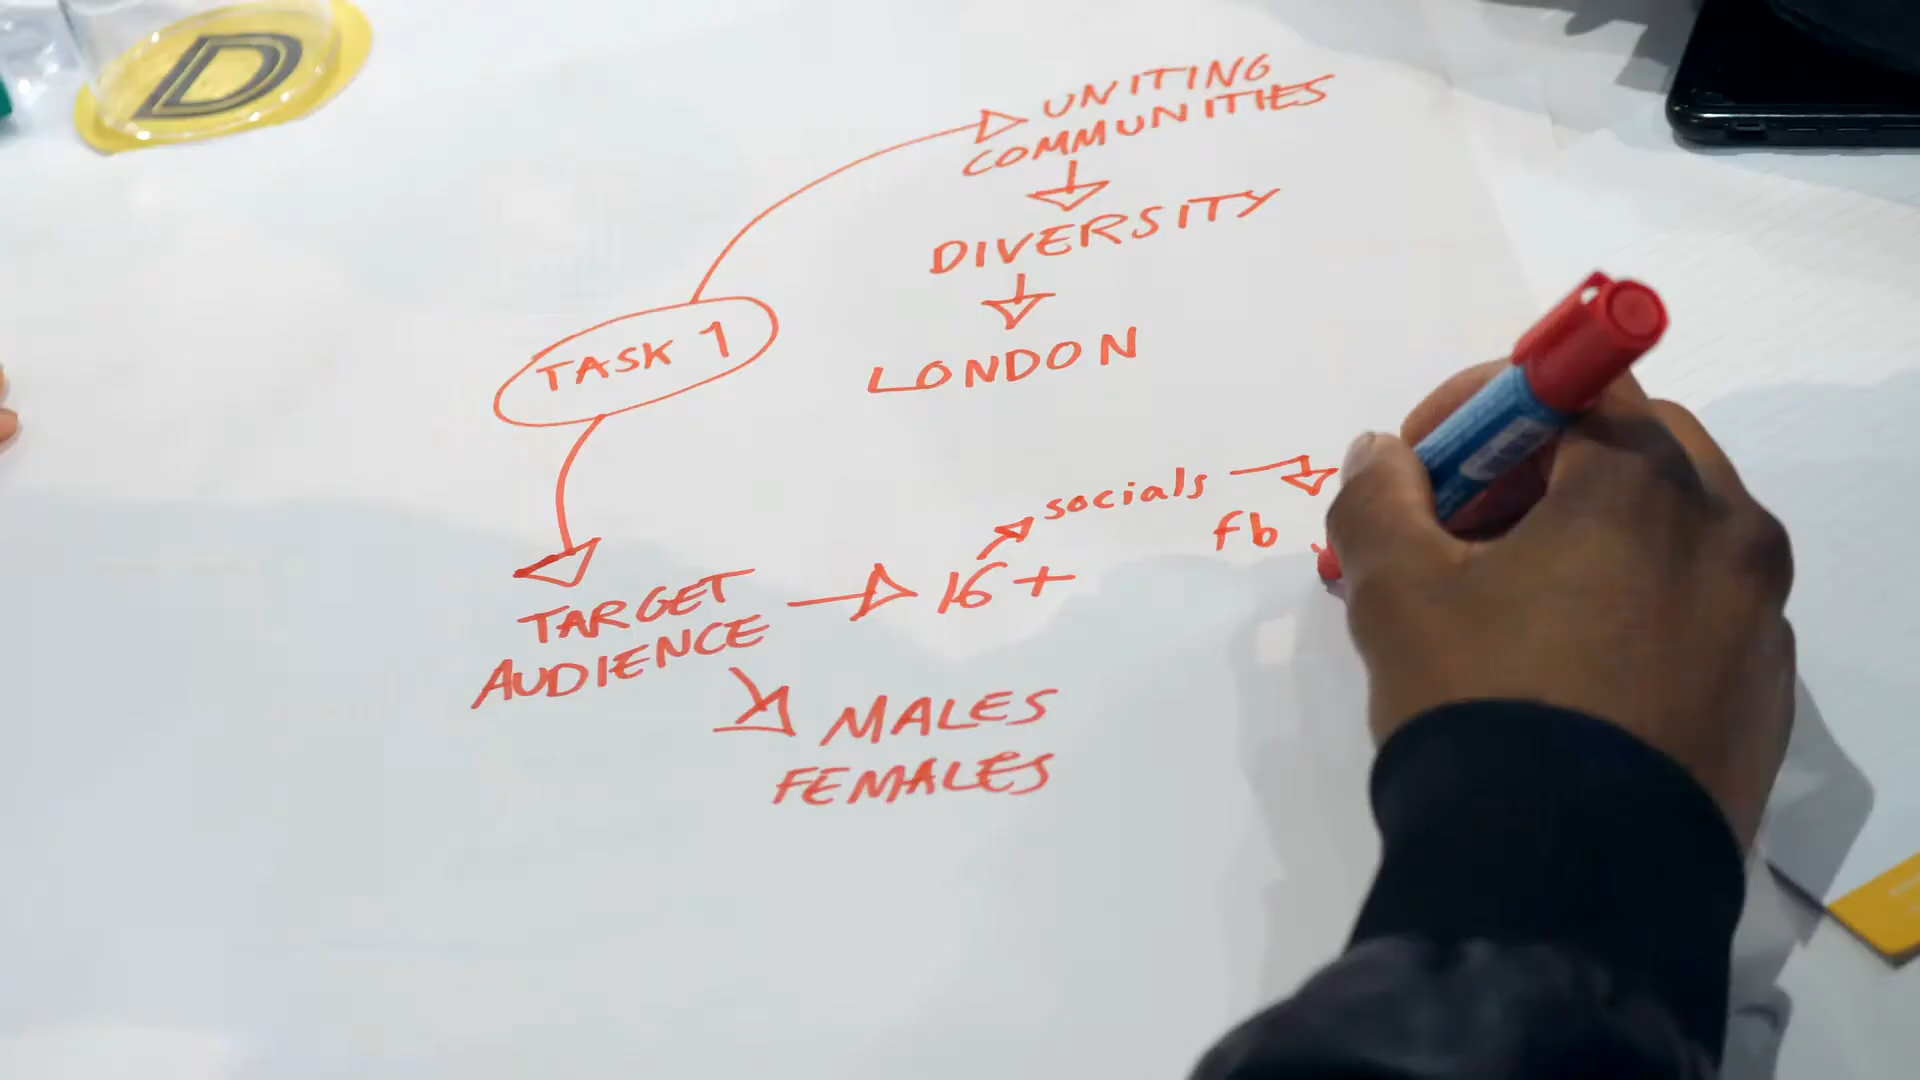 D
UNITING
COMMUNITIES
DIVERSITY
LONDON
TASK 1
socials
fb
TARGET
AUDIENCE
16+
MALES
FEMALES